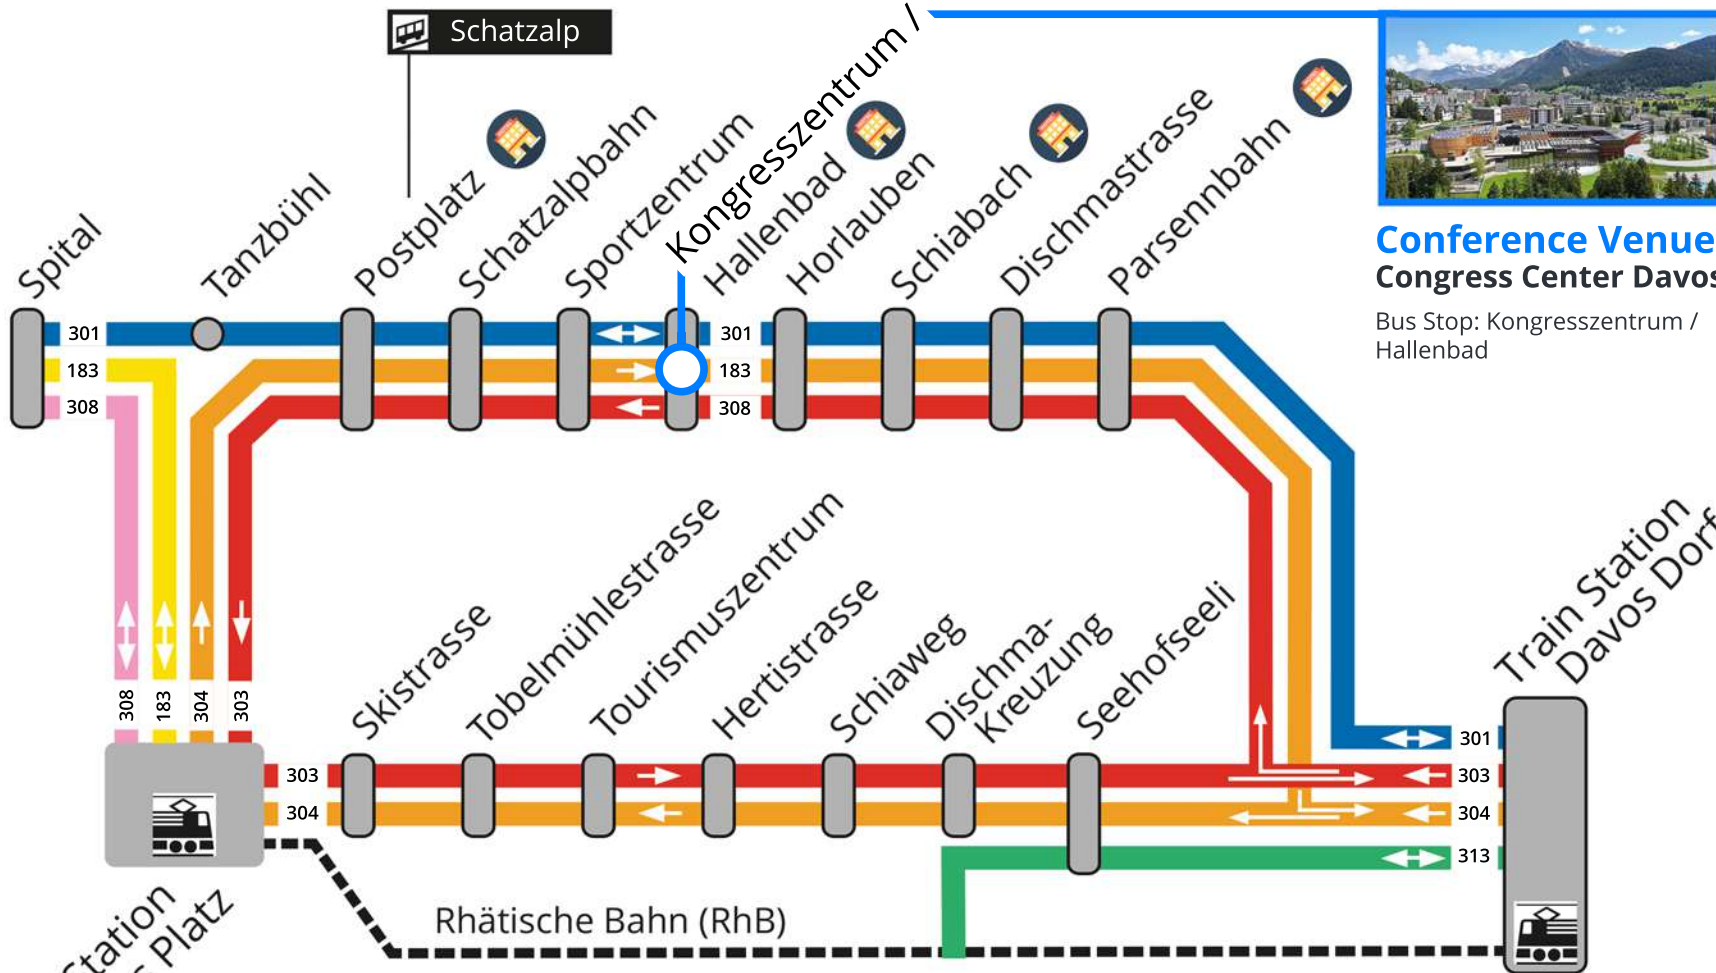 Schatzalp
Spital
Tanzbühl
Postplatz
Schatzalpbahn
Sportzentrum
Kongresszentrum /
Hallenbad
Horlauben
Schiabach
Dischmastrasse
Parsennbahn
Conference Venue
Congress Center Davos
Bus Stop: Kongresszentrum /
Hallenbad
301
301
183
183
308
308
Skistrasse
Tobelmühlestrasse
Tourismuszentrum
Hertistrasse
Schiaweg
Dischma-
Kreuzung
Seehofseeli
Train Station
Davos Dorf
308
183
304
303
301
303
303
304
304
313
Rhätische Bahn (RhB)
Station
Platz